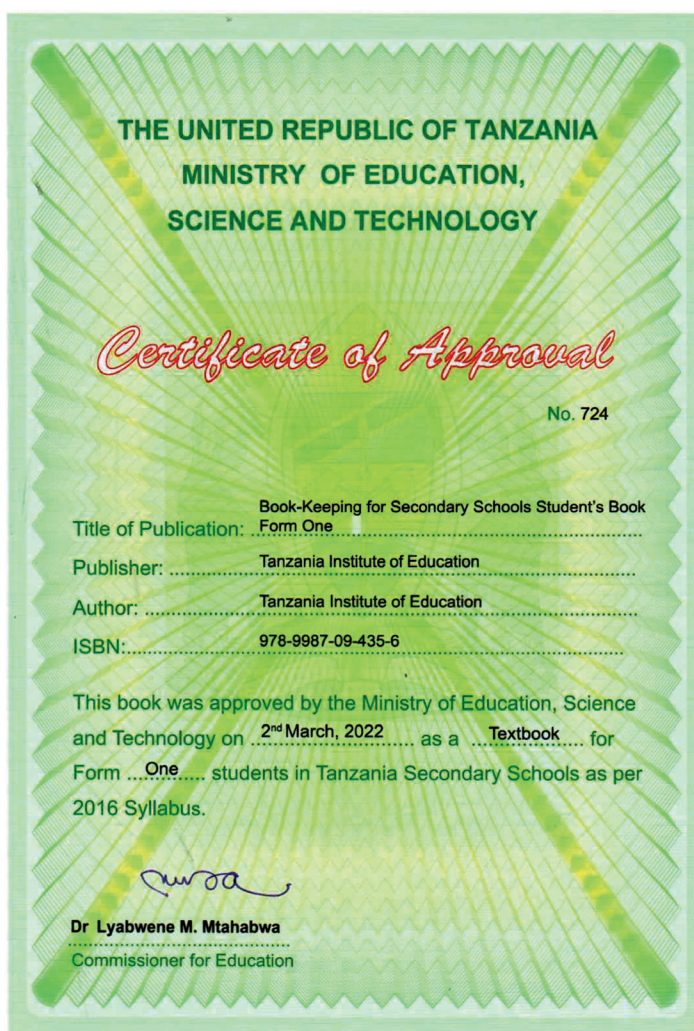 THE UNITED REPUBLIC OF TANZANIA
MINISTRY OF EDUCATION,
SCIENCE AND TECHNOLOGY
Certificate of Approval
No. 724
Book-Keeping for Secondary Schools Student's Book
Title of Publication: Form One
Publisher: Tanzania Institute of Education
Author: Tanzania Institute of Education
ISBN: 978-9987-09-435-6
This book was approved by the Ministry of Education, Science
and Technology on 2nd March, 2022 as a Textbook for
Form One students in Tanzania Secondary Schools as per
2016 Syllabus.
Dr Lyabwene M. Mtahabwa
Commissioner for Education